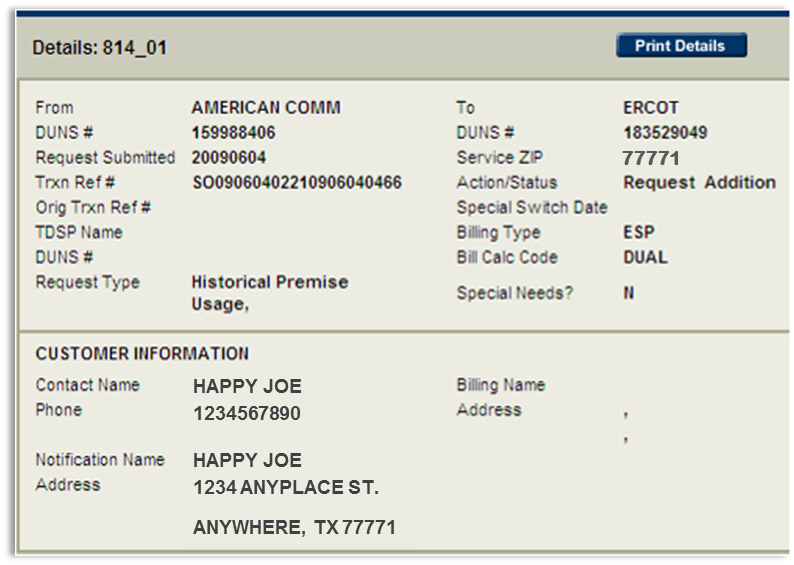 Details: 814_01
Print Details
From AMERICAN COMM To ERCOT
DUNS # 159988406 DUNS # 183529049
Request Submitted 20090604 Service ZIP 77771
Trxn Ref # SO09060402210906040466 Action/Status Request Addition
Orig Trxn Ref # Special Switch Date
TDSP Name Billing Type ESP
DUNS # Bill Calc Code DUAL
Request Type Historical Premise
Usage, Special Needs? N
CUSTOMER INFORMATION
Contact Name HAPPY JOE Billing Name
Phone 1234567890 Address ,
,
Notification Name HAPPY JOE
Address 1234 ANYPLACE ST.
ANYWHERE, TX 77771